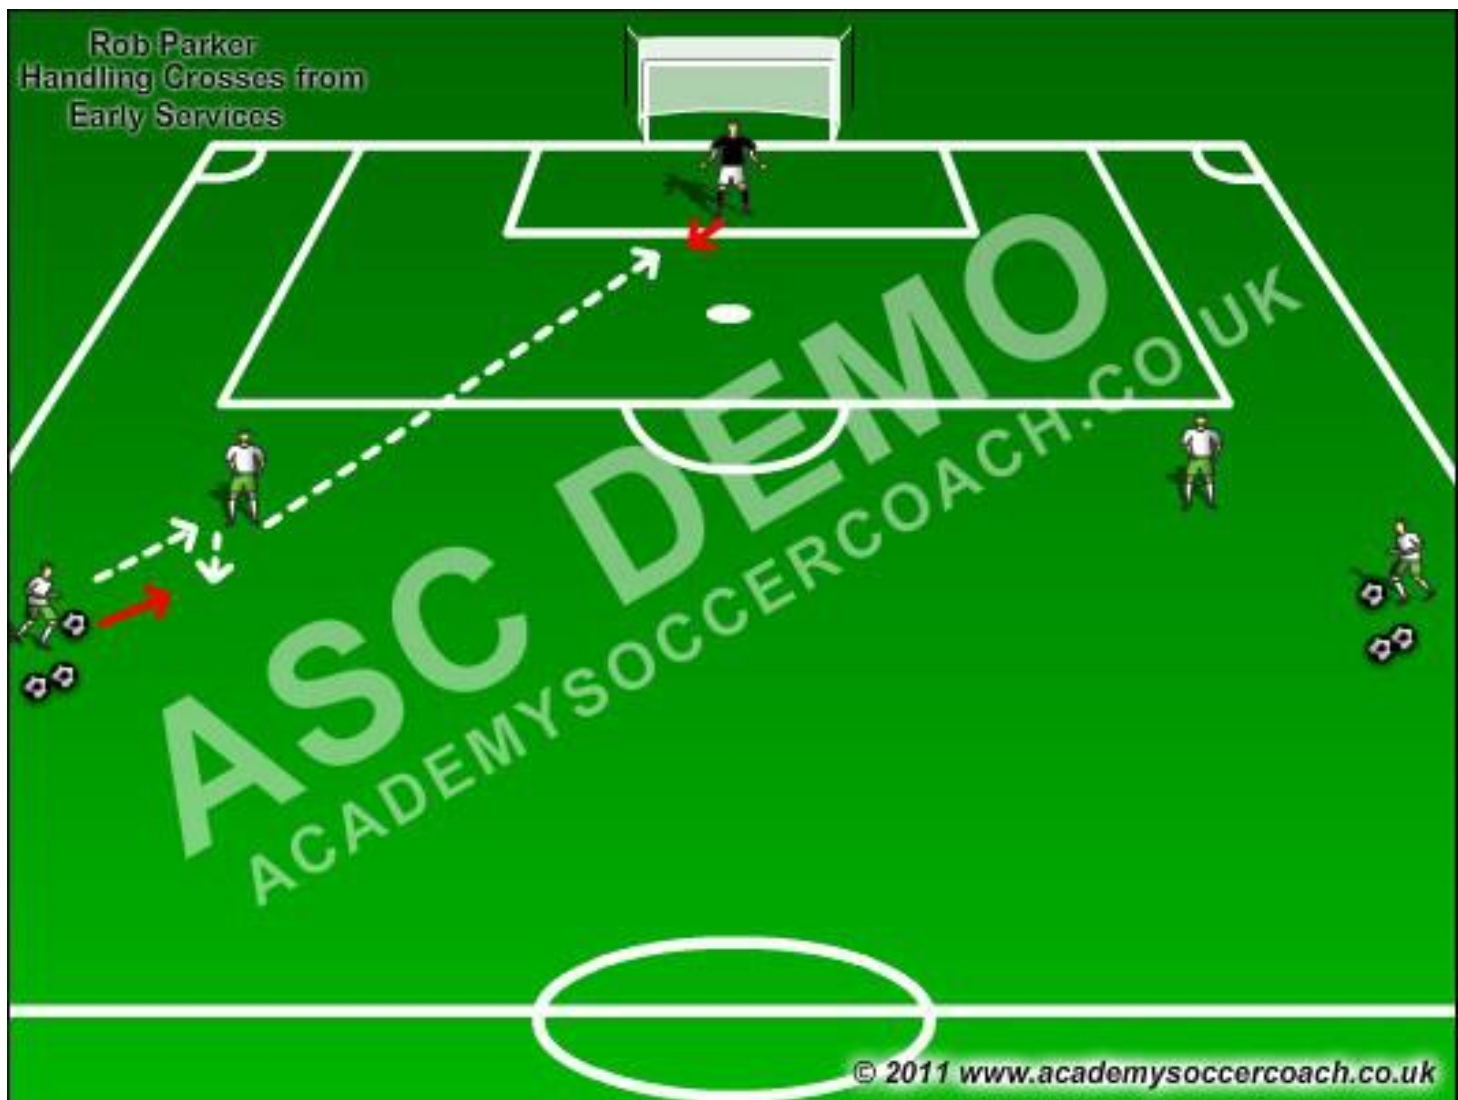 Rob Parker
Handling Crosses from
Early Services
ASC DEMO
ACADEMYSOCCERCOACH.CO UK
© 2011 www.academysoccercoach.co.uk